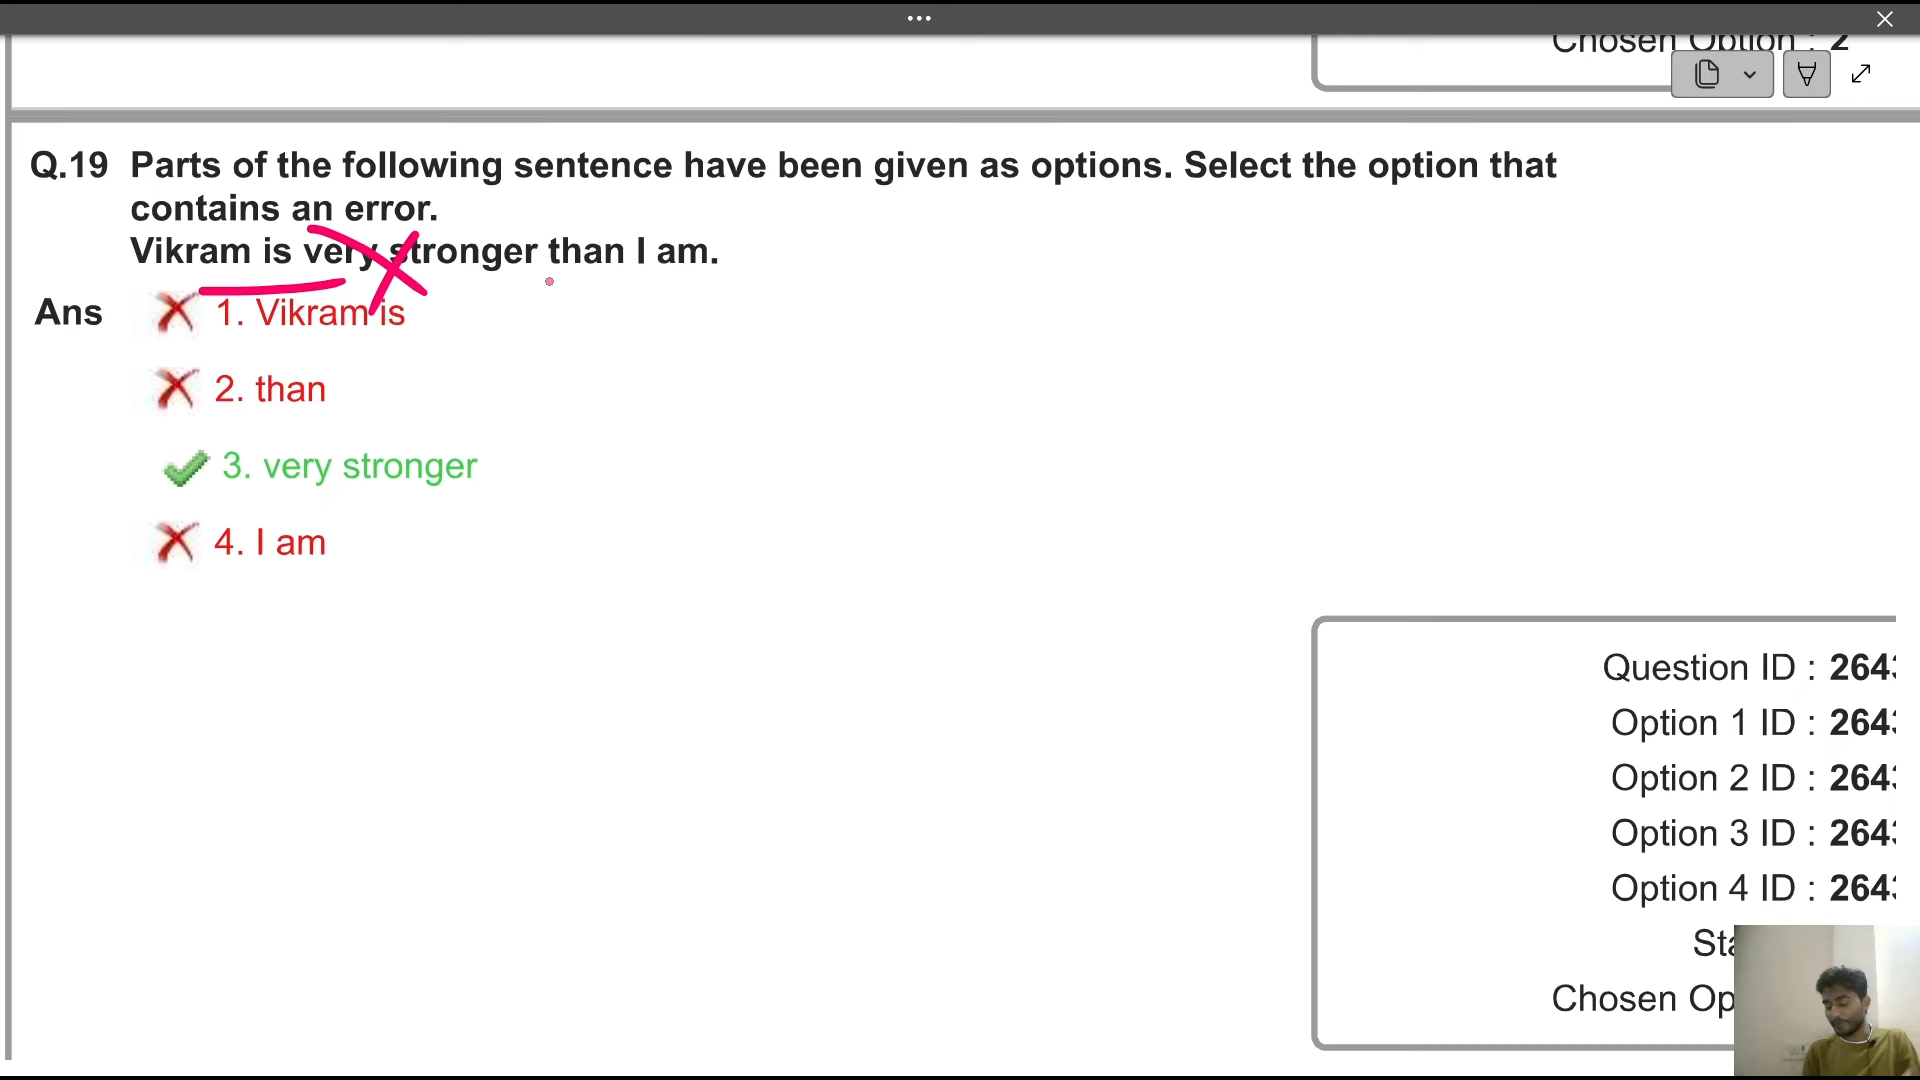 Chosen Option : 2
Q.19 Parts of the following sentence have been given as options. Select the option that
contains an error.
Vikram is very stronger than I am.
Ans 1. Vikram is
2. than
3. very stronger
4. I am
Question ID : 264
Option 1 ID : 264
Option 2 ID : 264
Option 3 ID : 264
Option 4 ID : 264
Chosen